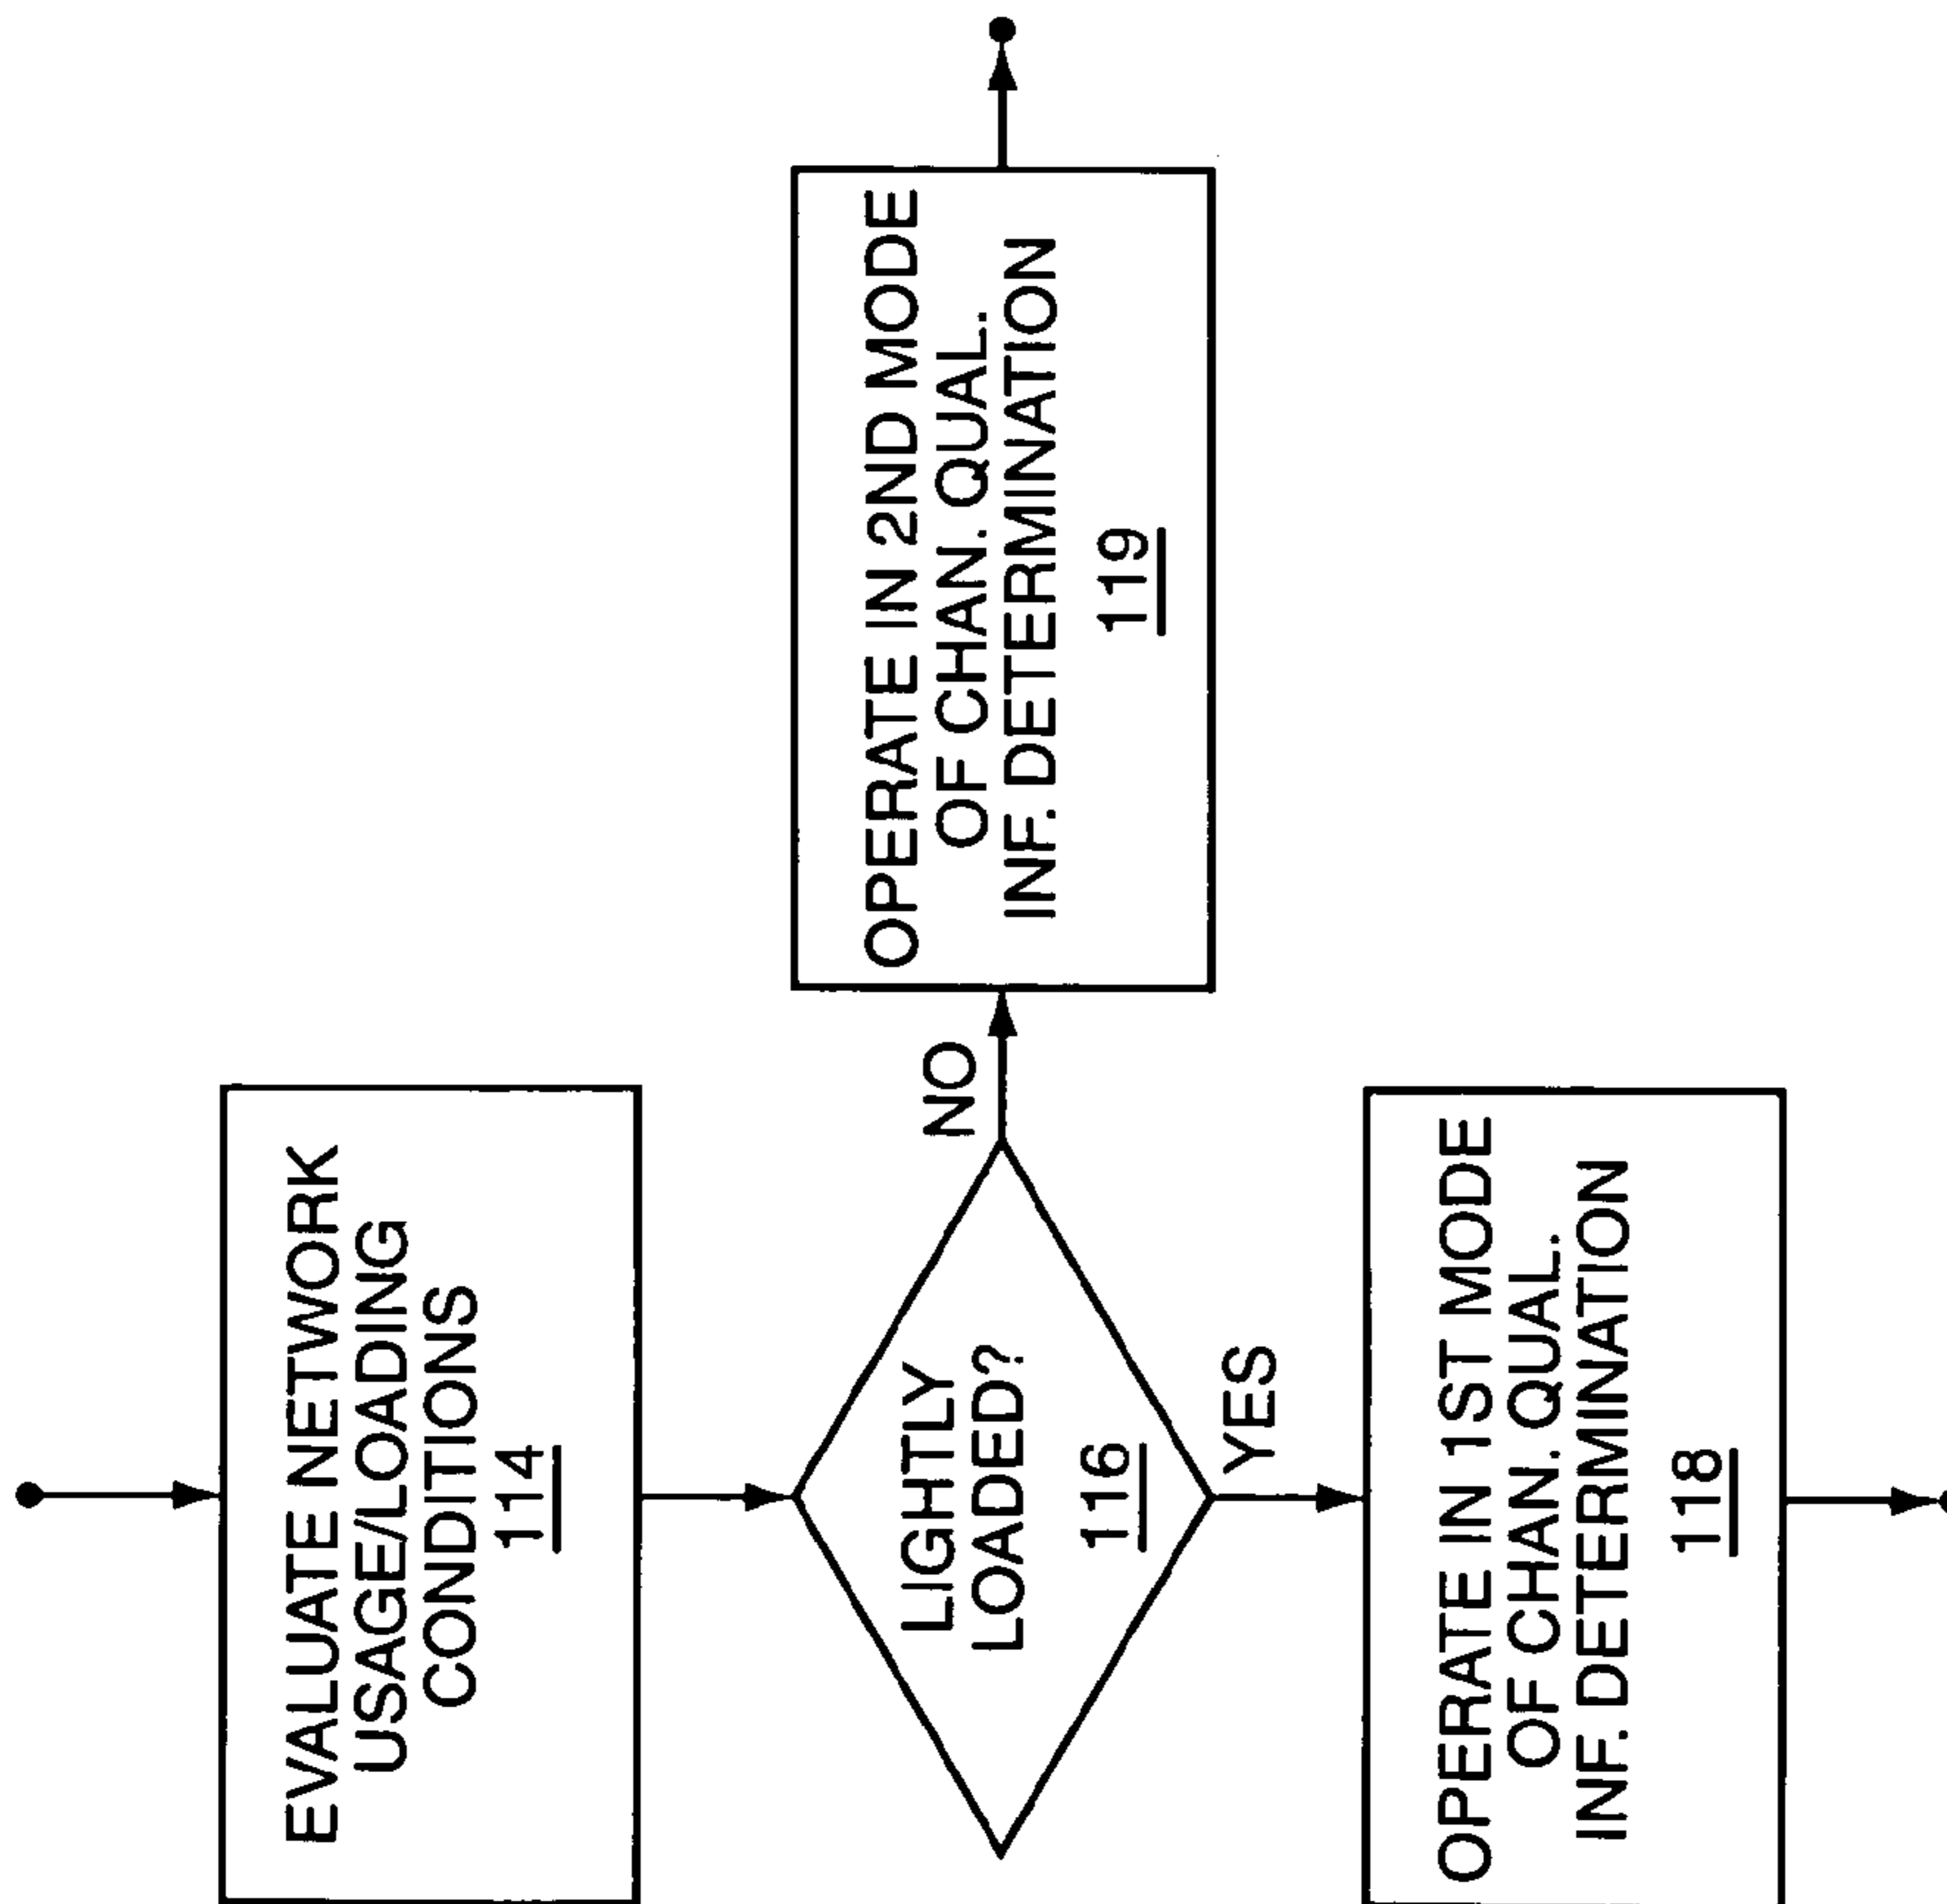 EVALUATE NETWORK
USAGE/LOADING
CONDITIONS
114
LIGHTLY
LOADED?
116
NO
OPERATE IN 2ND MODE
OF CHAN. QUAL.
INF. DETERMINATION
119
YES
OPERATE IN 1ST MODE
OF CHAN. QUAL.
INF. DETERMINATION
118